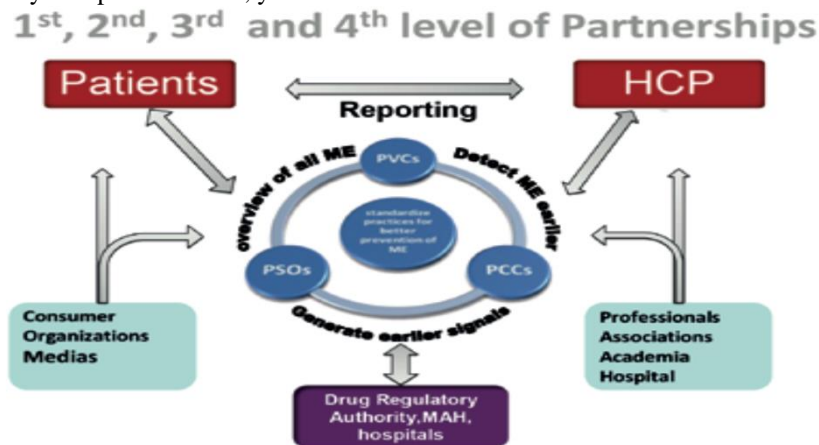 1st, 2nd, 3rd and 4th level of Partnerships
Patients
HCP
Reporting
overview of all ME
PVCs
Detect ME earlier
standardize
practices for
better
prevention of
ME
PSOs
PCCs
Generate earlier signals
Consumer
Organizations
Medias
Professionals
Associations
Academia
Hospital
Drug Regulatory
Authority,MAH,
hospitals